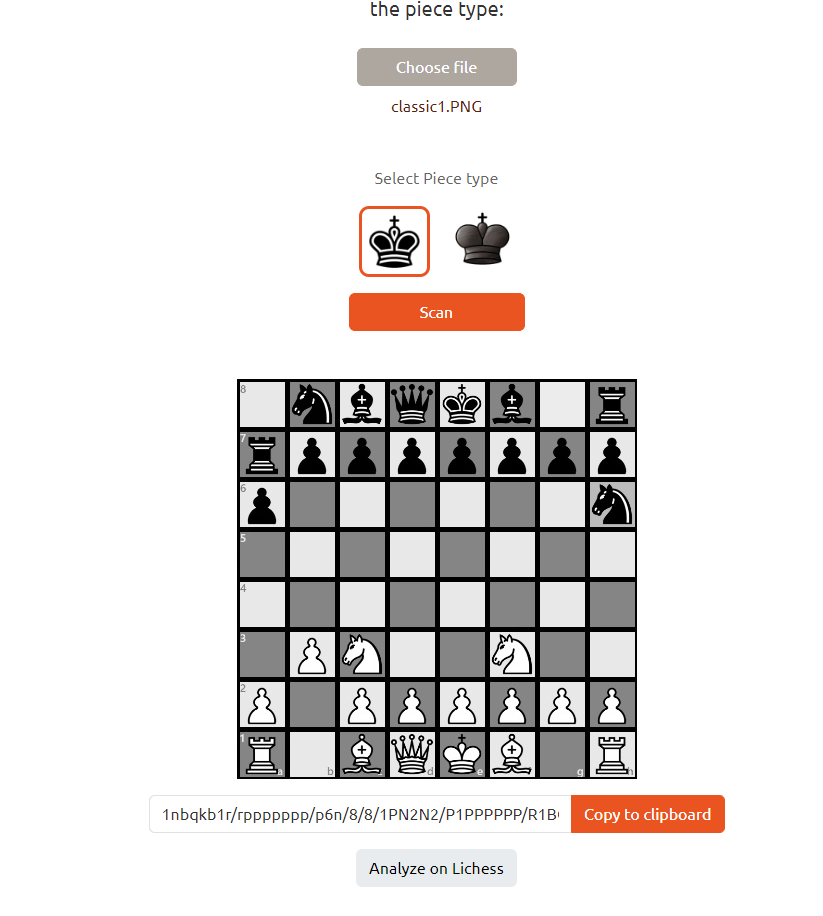 the piece type:
Choose file
classic1.PNG
Select Piece type
Scan
8
7
6
5
4
3
2
1
a b d e g h
1nbqkb1r/rppppppp/p6n/8/8/1PN2N2/P1PPPPPP/R1B
Copy to clipboard
Analyze on Lichess